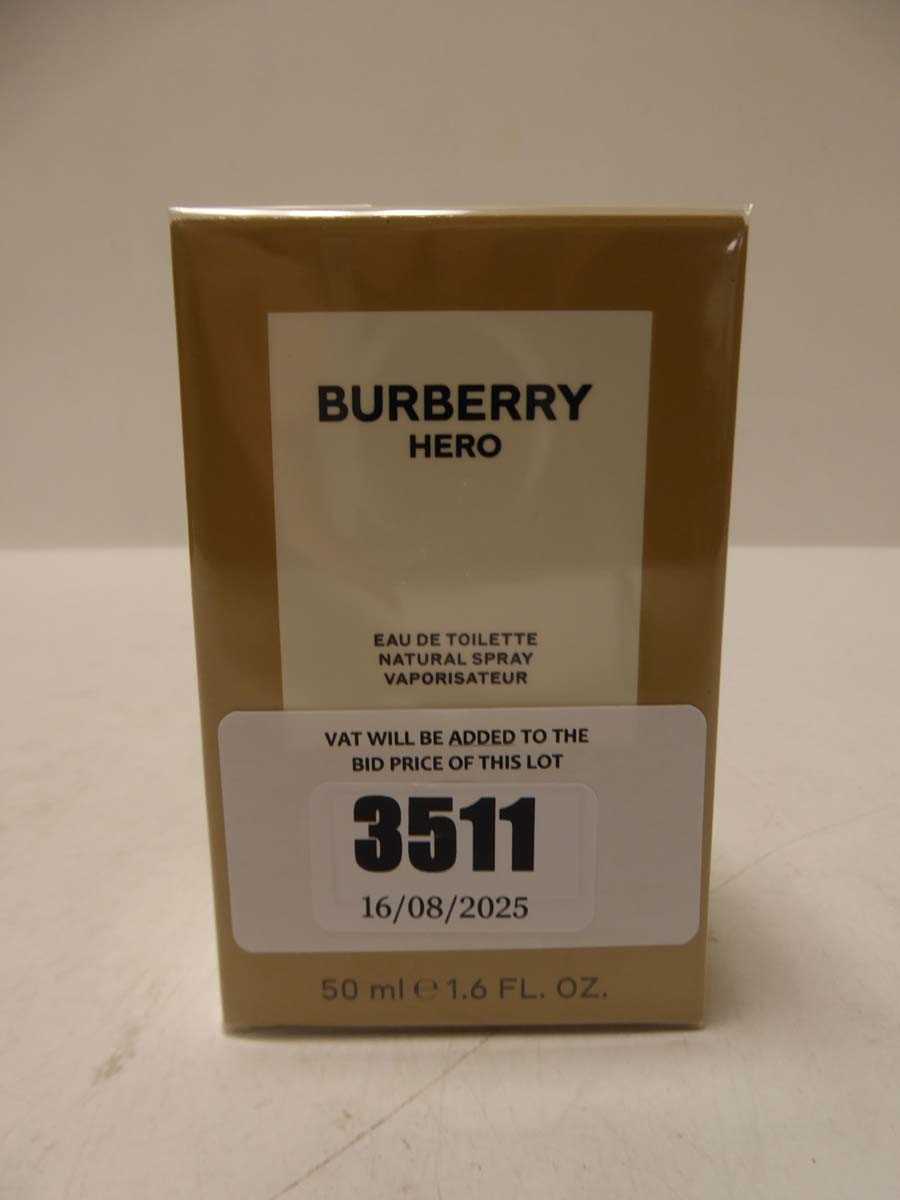 BURBERRY
HERO
EAU DE TOILETTE
NATURAL SPRAY
VAPORISATEUR
VAT WILL BE ADDED TO THE
BID PRICE OF THIS LOT
3511
16/08/2025
50 ml ℮ 1.6 FL. OZ.